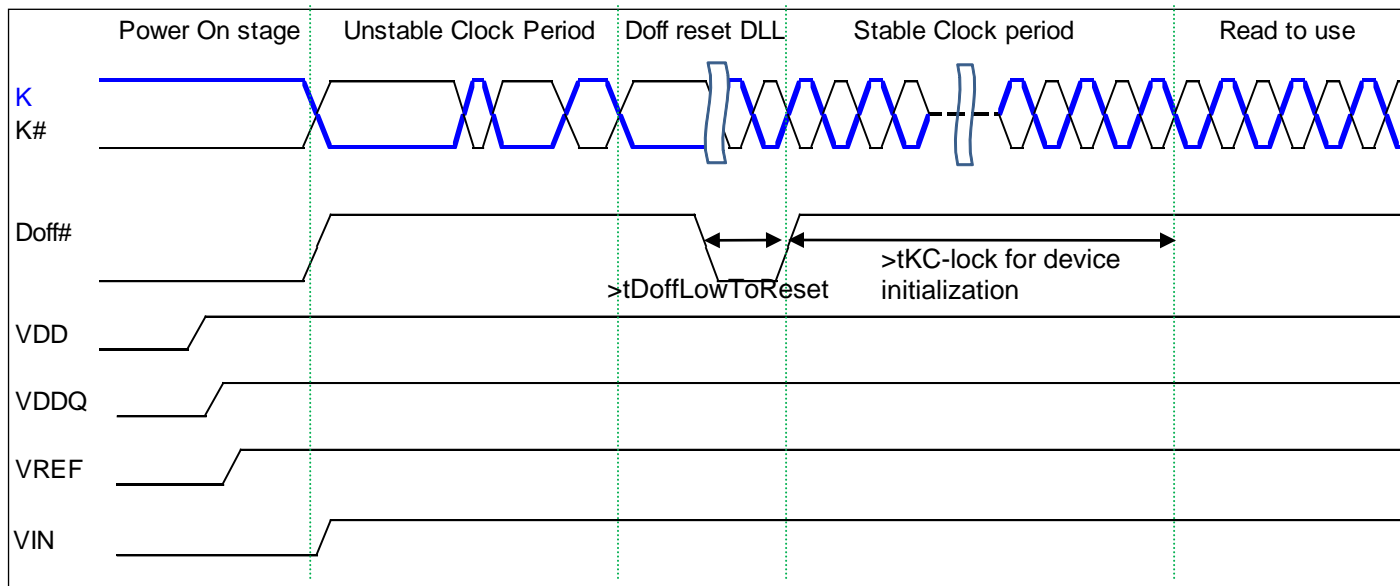 Power On stage
Unstable Clock Period
Doff reset DLL
Stable Clock period
Read to use
K
K#
Doff#
>tDoffLowToReset
>tKC-lock for device
initialization
VDD
VDDQ
VREF
VIN